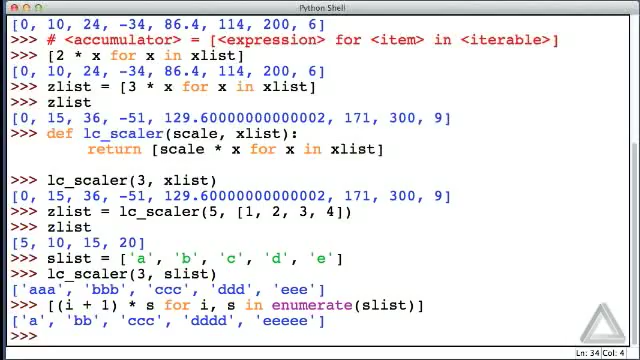 Python Shell
[0, 10, 24, -34, 86.4, 114, 200, 6]
>>> # <accumulator> = [<expression> for <item> in <iterable>]
>>> [2 * x for x in xlist]
[0, 10, 24, -34, 86.4, 114, 200, 6]
>>> zlist = [3 * x for x in xlist]
>>> zlist
[0, 15, 36, -51, 129.60000000000002, 171, 300, 9]
>>> def lc_scaler(scale, xlist):
return [scale * x for x in xlist]
>>> lc_scaler(3, xlist)
[0, 15, 36, -51, 129.60000000000002, 171, 300, 9]
>>> zlist = lc_scaler(5, [1, 2, 3, 4])
>>> zlist
[5, 10, 15, 20]
>>> slist = ['a', 'b', 'c', 'd', 'e']
>>> lc_scaler(3, slist)
['aaa', 'bbb', 'ccc', 'ddd', 'eee']
>>> [(i + 1) * s for i, s in enumerate(slist)]
['a', 'bb', 'ccc', 'dddd', 'eeeee']
>>>
Ln: 34 Col: 4